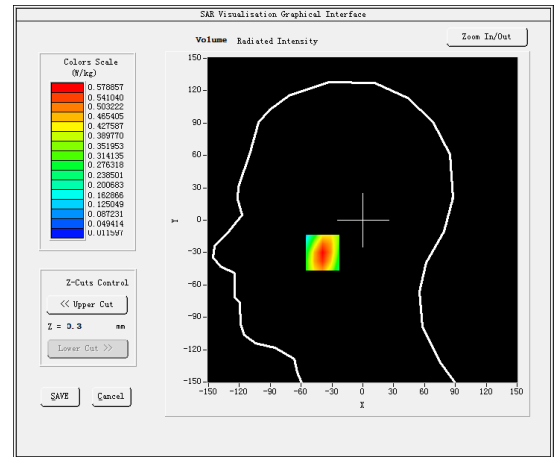 SAR Visualisation Graphical Interface
Volume Radiated Intensity
Zoom In/Out
Colors Scale
(W/kg)
0.578857
0.541040
0.503222
0.465405
0.427587
0.389770
0.351953
0.314135
0.276318
0.238501
0.200683
0.162866
0.125049
0.087231
0.049414
0.011597
Z-Cuts Control
<< Upper Cut
Z = 0.3 mm
Lower Cut >>
SAVE Cancel
150
120
90
60
30
0
-30
-60
-90
-120
-150
Y
-150 -120 -90 -60 -30 0 30 60 90 120 150
X